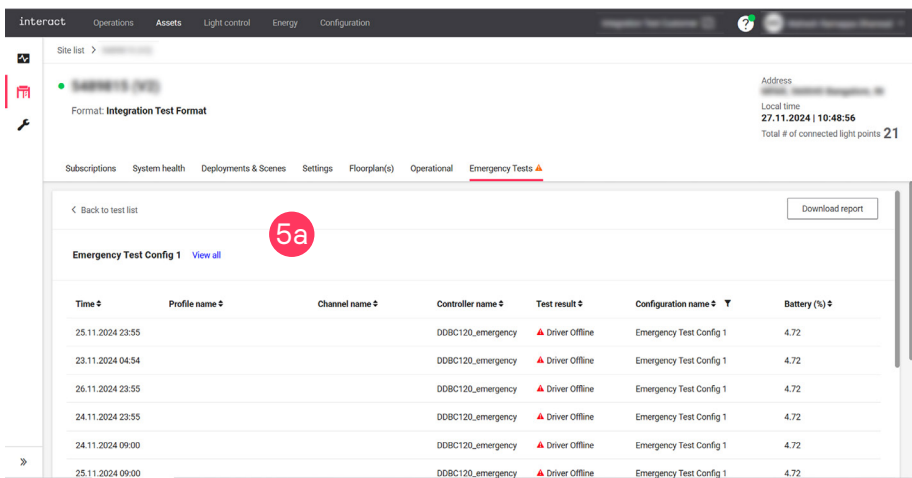 interact Operations Assets Light control Energy Configuration ?
Site list >
Format: Integration Test Format
Address
Local time
27.11.2024 | 10:48:56
Total # of connected light points 21
Subscriptions System health Deployments & Scenes Settings Floorplan(s) Operational Emergency Tests
Back to test list Download report
5a
Emergency Test Config 1 View all
Time Profile name Channel name Controller name Test result Configuration name Battery (%)
25.11.2024 23:55 DDBC120_emergency Driver Offline Emergency Test Config 1 4.72
23.11.2024 04:54 DDBC120_emergency Driver Offline Emergency Test Config 1 4.72
26.11.2024 23:55 DDBC120_emergency Driver Offline Emergency Test Config 1 4.72
24.11.2024 23:55 DDBC120_emergency Driver Offline Emergency Test Config 1 4.72
24.11.2024 09:00 DDBC120_emergency Driver Offline Emergency Test Config 1 4.72
25.11.2024 09:00 DDBC120_emergency Driver Offline Emergency Test Config 1 4.72